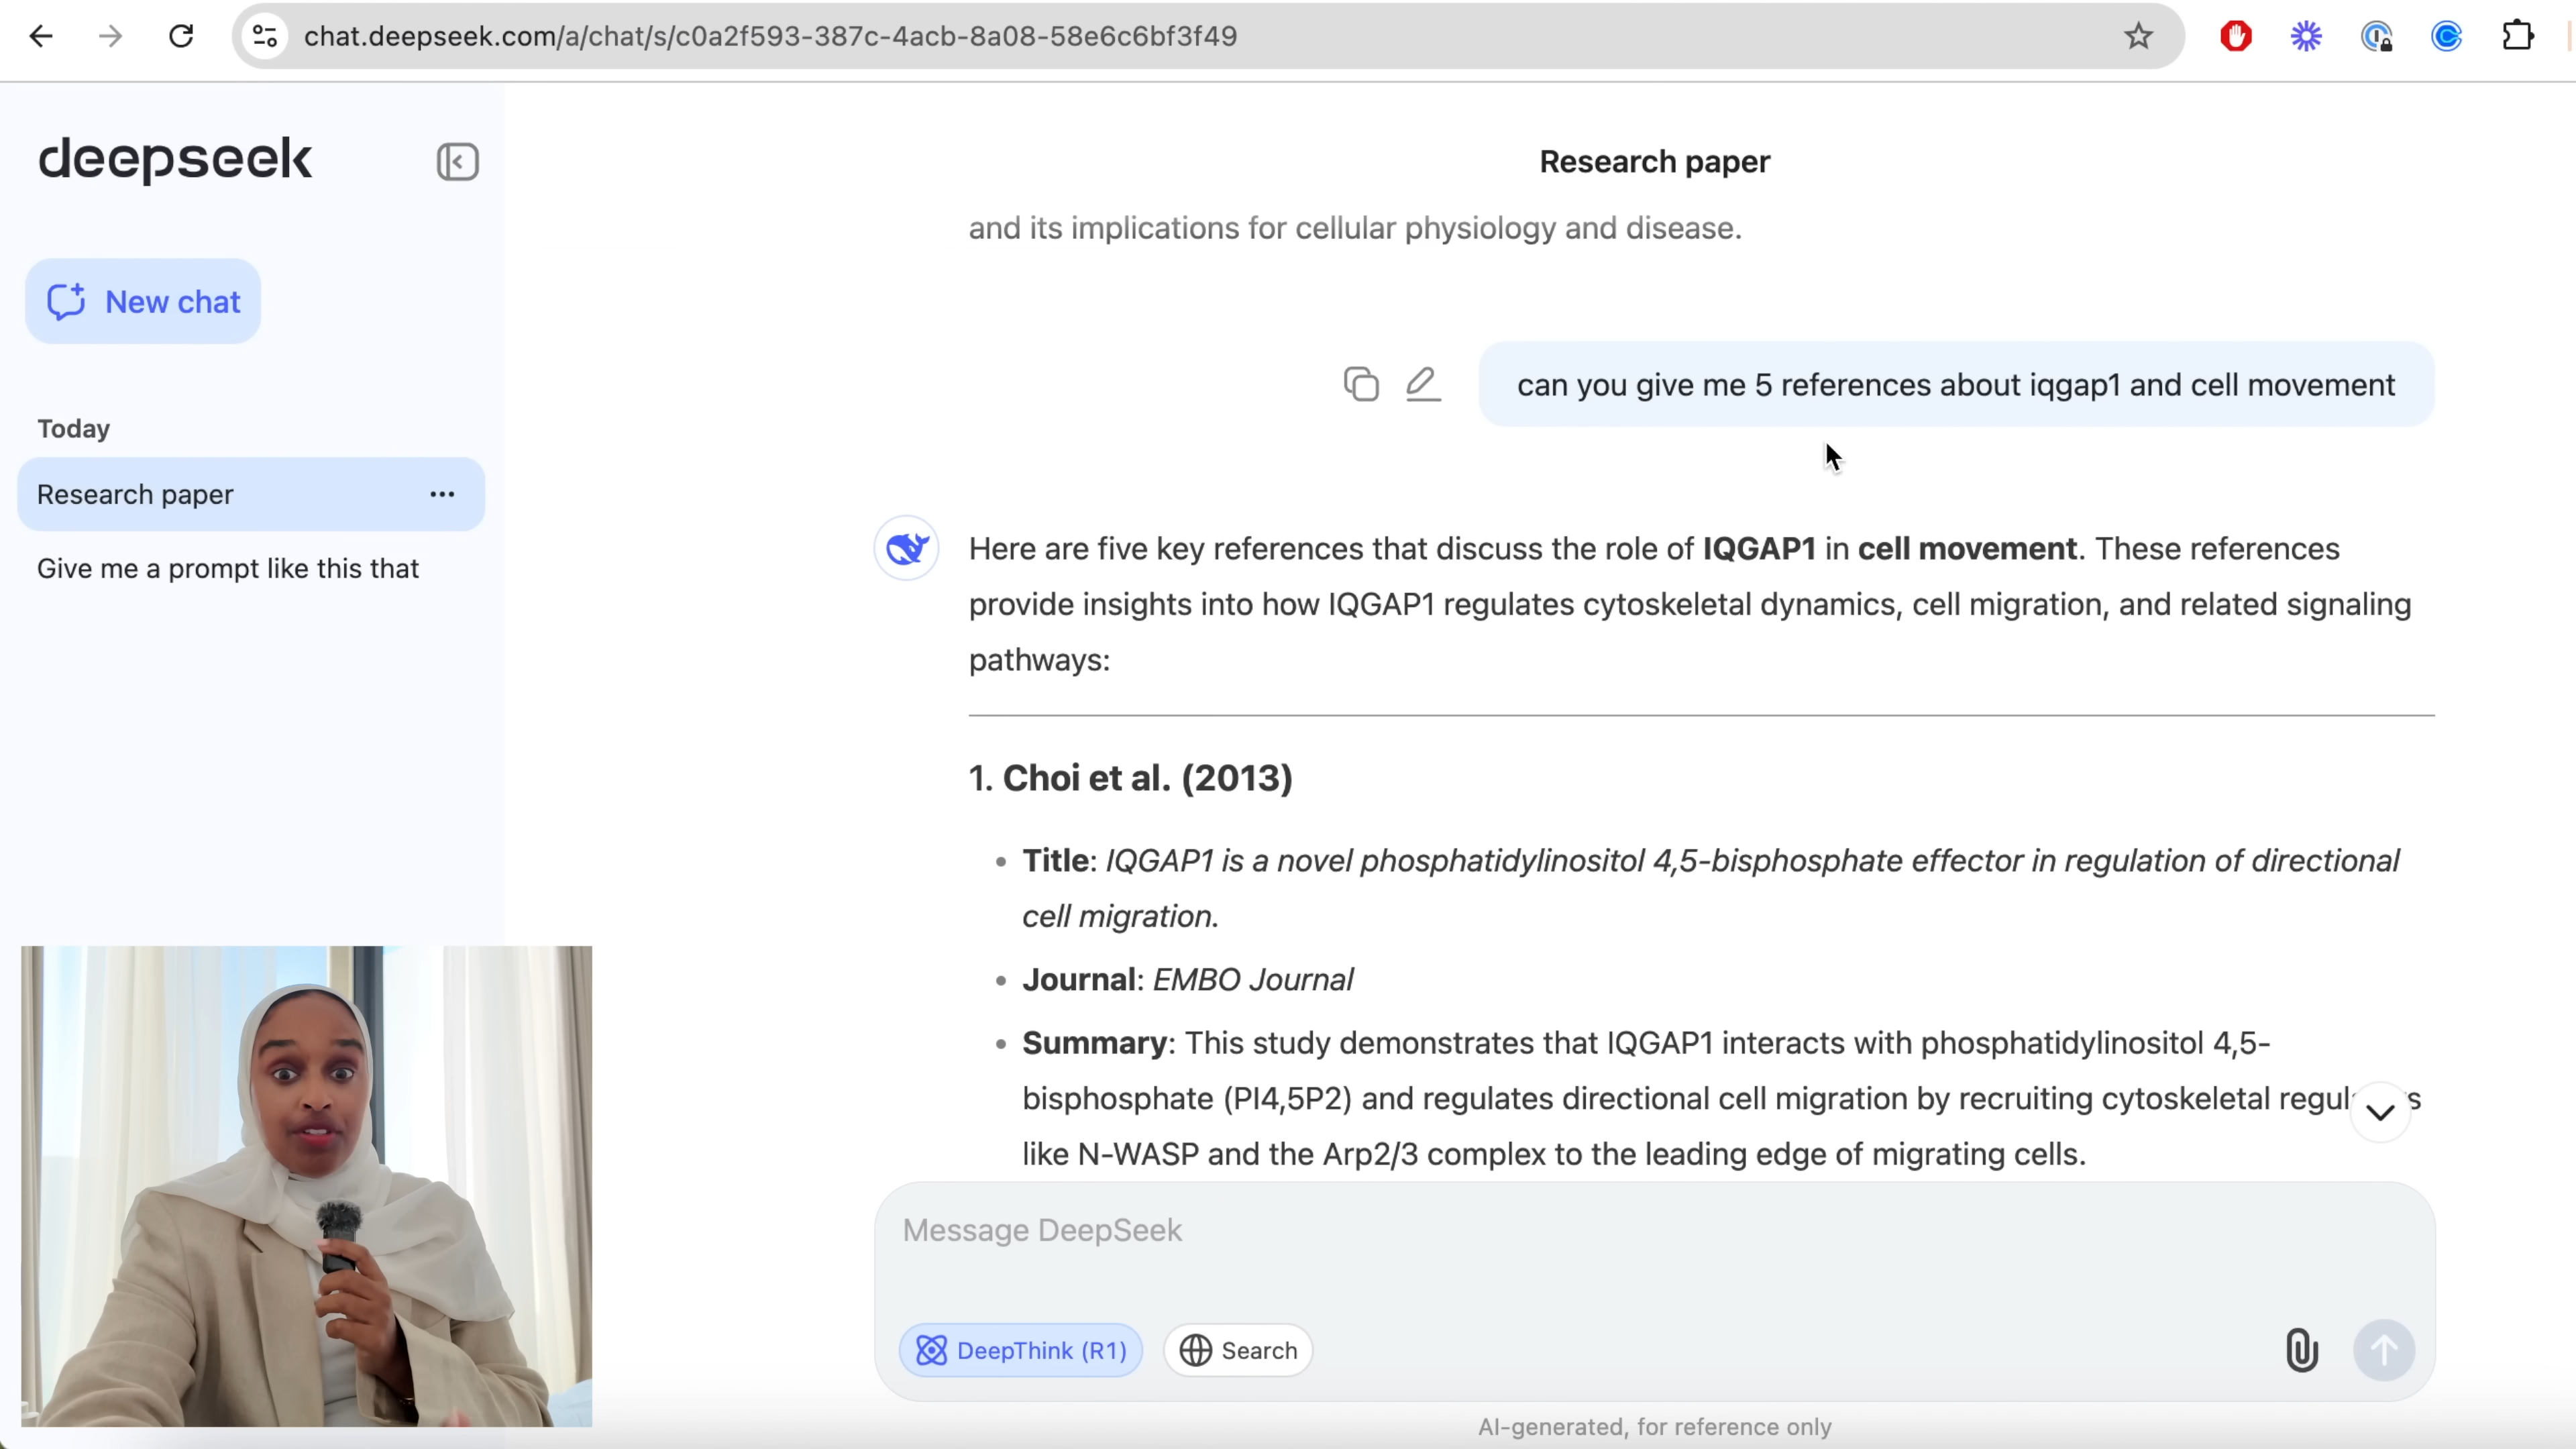 chat.deepseek.com/a/chat/s/c0a2f593-387c-4acb-8a08-58e6c6bf3f49
deepseek
New chat
Today
Research paper
Give me a prompt like this that
Research paper
and its implications for cellular physiology and disease.
can you give me 5 references about iqgap1 and cell movement
Here are five key references that discuss the role of IQGAP1 in cell movement. These references
provide insights into how IQGAP1 regulates cytoskeletal dynamics, cell migration, and related signaling
pathways:
1. Choi et al. (2013)
• Title: IQGAP1 is a novel phosphatidylinositol 4,5-bisphosphate effector in regulation of directional
cell migration.
• Journal: EMBO Journal
• Summary: This study demonstrates that IQGAP1 interacts with phosphatidylinositol 4,5-
bisphosphate (PI4,5P2) and regulates directional cell migration by recruiting cytoskeletal
like N-WASP and the Arp2/3 complex to the leading edge of migrating cells.
Message DeepSeek
DeepThink (R1)
Search
AI-generated, for reference only